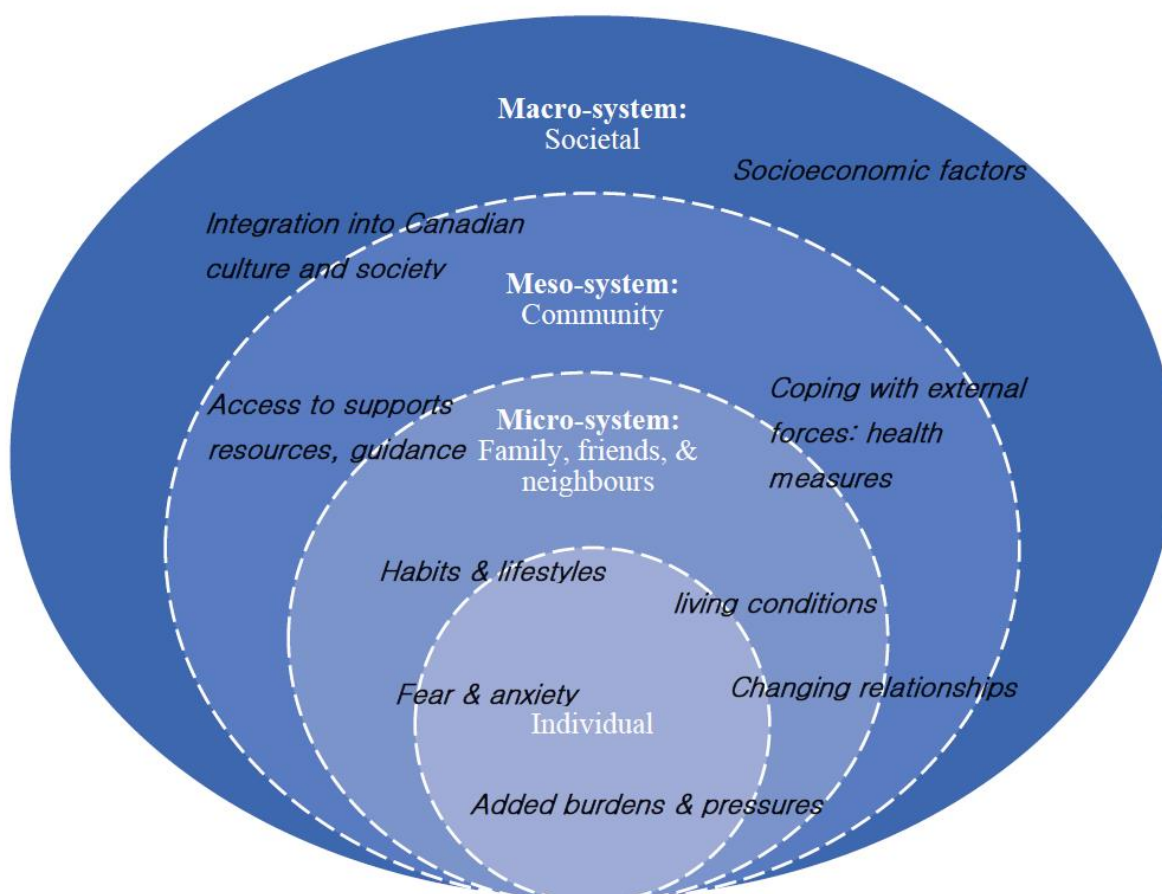 Macro-system:
Societal
Socioeconomic factors
Integration into Canadian
culture and society
Meso-system:
Community
Access to supports
resources, guidance
Coping with external
forces: health
measures
Micro-system:
Family, friends, &
neighbours
Habits & lifestyles
living conditions
Fear & anxiety
Changing relationships
Individual
Added burdens & pressures